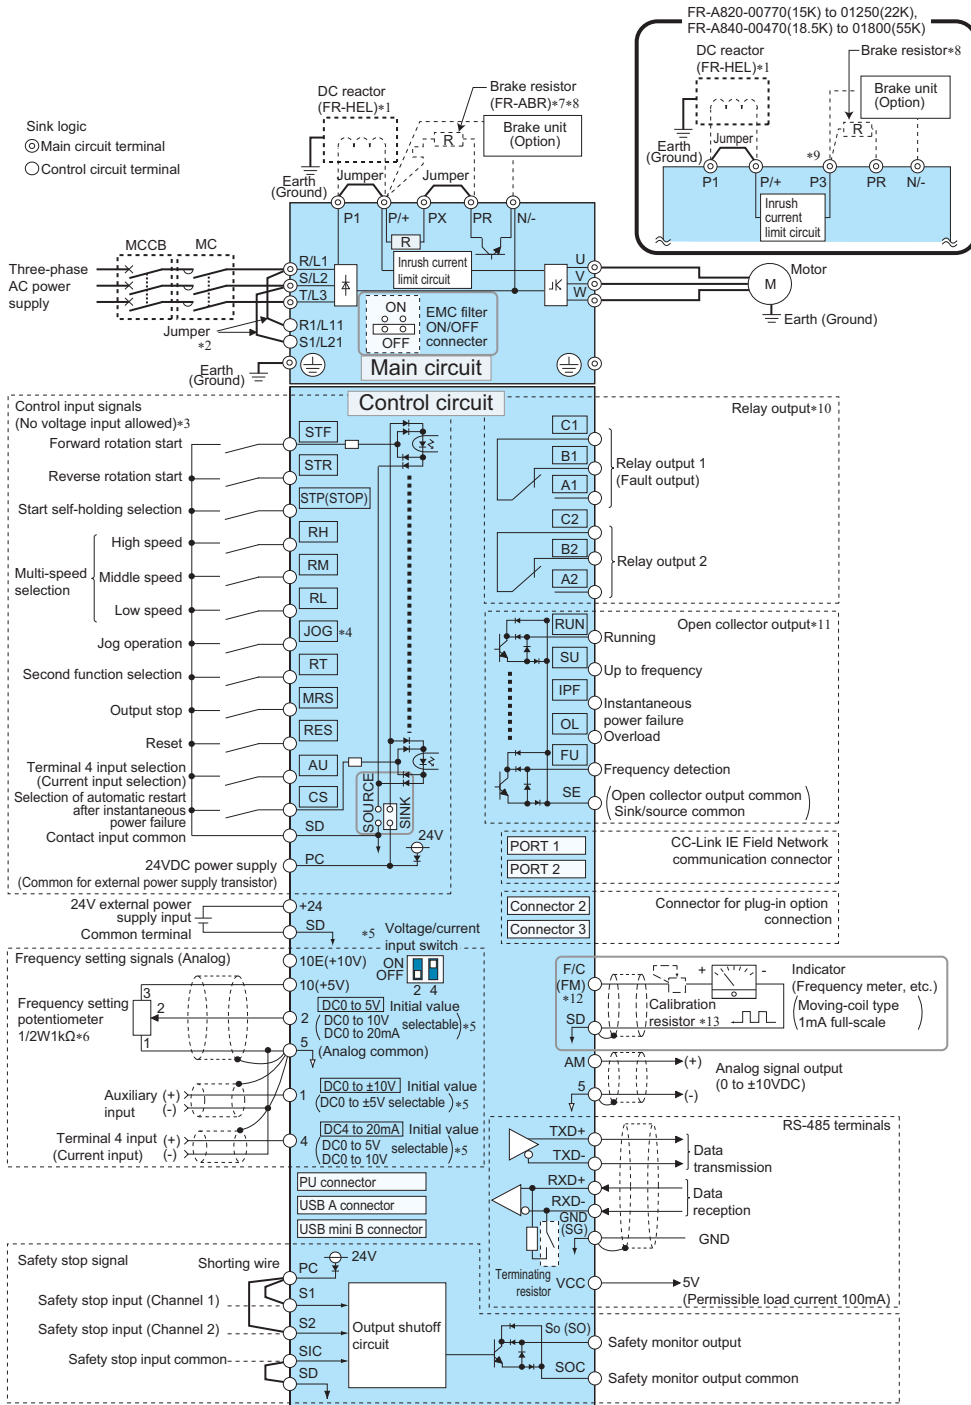 FR-A820-00770(15K) to 01250(22K),
FR-A840-00470(18.5K) to 01800(55K)
DC reactor
(FR-HEL)*1
Brake resistor*8
Brake unit
(Option)
R
Earth
(Ground)
Jumper
*9
P1
P/+
P3
PR
N/-
Inrush
current
limit circuit
Sink logic
Main circuit terminal
Control circuit terminal
DC reactor
(FR-HEL)*1
Brake resistor
(FR-ABR)*7*8
Brake unit
(Option)
R
Earth
(Ground)
Jumper
Jumper
P1
P/+
PX
PR
N/-
R
Inrush current
limit circuit
MCCB
MC
Three-phase
AC power
supply
R/L1
S/L2
T/L3
R1/L11
S1/L21
Jumper
*2
Earth
(Ground)
ON
OFF
EMC filter
ON/OFF
connecter
U
V
W
Motor
M
Earth (Ground)
Main circuit
Control circuit
Control input signals
(No voltage input allowed)*3
Forward rotation start
STF
Reverse rotation start
STR
Start self-holding selection
STP(STOP)
Multi-speed
selection
High speed
RH
Middle speed
RM
Low speed
RL
Jog operation
JOG *4
Second function selection
RT
Output stop
MRS
Reset
RES
Terminal 4 input selection
(Current input selection)
AU
Selection of automatic restart
after instantaneous
power failure
CS
Contact input common
SD
SOURCE
SINK
24V
24VDC power supply
(Common for external power supply transistor)
PC
24V external power
supply input
+24
Common terminal
SD
Relay output*10
C1
B1
A1
Relay output 1
(Fault output)
C2
B2
A2
Relay output 2
Open collector output*11
RUN
Running
SU
Up to frequency
IPF
Instantaneous
power failure
OL
Overload
FU
Frequency detection
SE
Open collector output common
Sink/source common
PORT 1
PORT 2
CC-Link IE Field Network
communication connector
Connector 2
Connector 3
Connector for plug-in option
connection
Frequency setting signals (Analog)
*5
Voltage/current
input switch
ON
OFF
2 4
10E(+10V)
10(+5V)
Frequency setting
potentiometer
1/2W1kΩ*6
3
2
1
2
DC0 to 5V Initial value
DC0 to 10V
DC0 to 20mA
selectable
*5
5
(Analog common)
Auxiliary
input
(+)
(-)
1
DC0 to ±10V Initial value
(DC0 to ±5V selectable) *5
Terminal 4 input
(Current input)
(+)
(-)
4
DC4 to 20mA Initial value
DC0 to 5V
DC0 to 10V
selectable
*5
F/C
(FM)
*12
SD
+
-
Calibration
resistor *13
Indicator
(Frequency meter, etc.)
(Moving-coil type
1mA full-scale)
AM
(+)
5
(-)
Analog signal output
(0 to ±10VDC)
PU connector
USB A connector
USB mini B connector
RS-485 terminals
TXD+
TXD-
Data
transmission
RXD+
RXD-
Data
reception
GND
(SG)
GND
Terminating
resistor
VCC
5V
(Permissible load current 100mA)
Safety stop signal
Shorting wire
PC
24V
Safety stop input (Channel 1)
S1
Safety stop input (Channel 2)
S2
Safety stop input common
SIC
SD
Output shutoff
circuit
So (SO)
Safety monitor output
SOC
Safety monitor output common